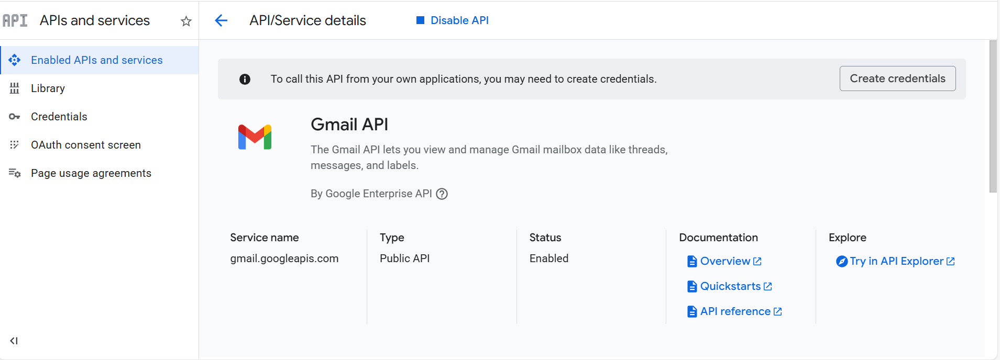 API APIs and services
API/Service details
Disable API
Enabled APIs and services
Library
Credentials
OAuth consent screen
Page usage agreements
To call this API from your own applications, you may need to create credentials.
Create credentials
Gmail API
The Gmail API lets you view and manage Gmail mailbox data like threads,
messages, and labels.
By Google Enterprise API
Service name
gmail.googleapis.com
Type
Public API
Status
Enabled
Documentation
Overview
Quickstarts
API reference
Explore
Try in API Explorer